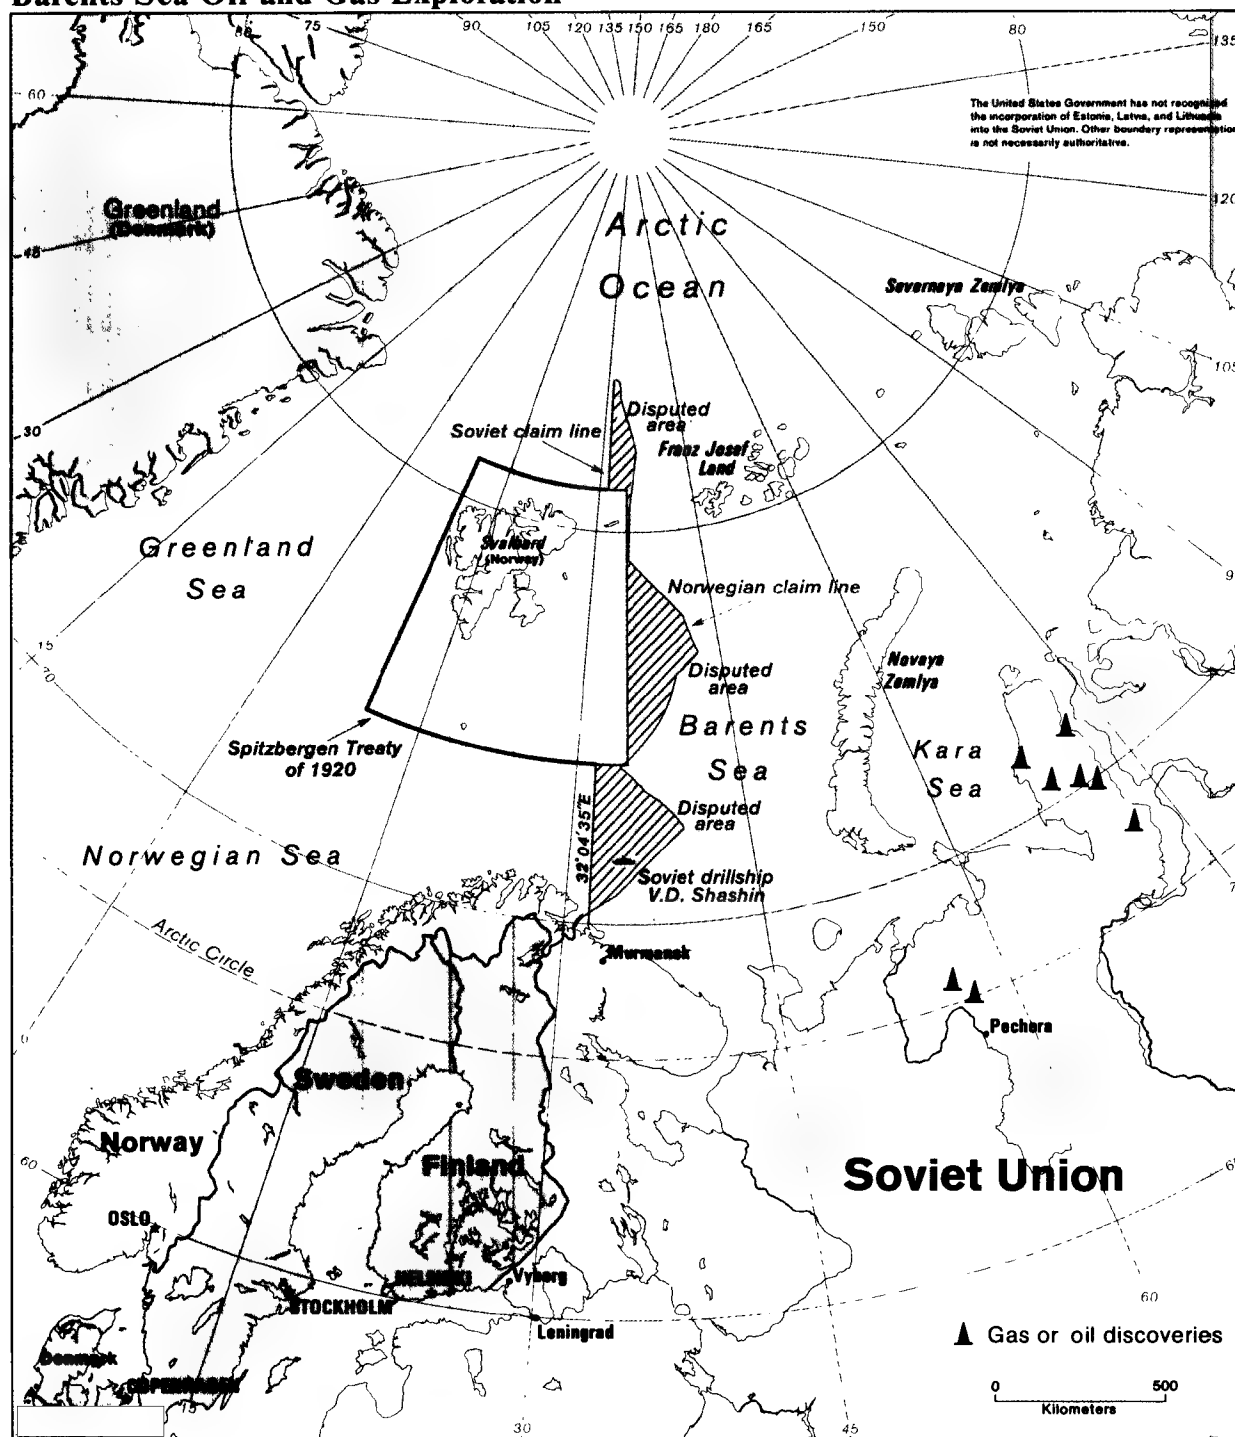 Barents Sea Oil and Gas Exploration
60
75
90
105
120
135
150
165
180
165
150
80
135
60
The United States Government has not recognized
the incorporation of Estonia, Latvia, and Lithuania
into the Soviet Union. Other boundary representation
is not necessarily authoritative.
120
Greenland
(Denmark)
45
Arctic
Ocean
Severnaya Zemlya
105
30
Disputed
area
Soviet claim line
Franz Josef
Land
Greenland
Sea
Svalbard
(Norway)
Norwegian claim line
9
15
70
Novaya
Zemlya
Disputed
area
Barents
Sea
Kara
Sea
Spitzbergen Treaty
of 1920
Disputed
area
32°04'35"E
Norwegian Sea
Soviet drillship
V.D. Shashin
7
Arctic Circle
Murmansk
0
Pechora
Sweden
Norway
60
Finland
Soviet Union
OSLO
HELSINKI
Vyborg
STOCKHOLM
Leningrad
60
Gas or oil discoveries
Denmark
COPENHAGEN
15
0 500
Kilometers
30
45